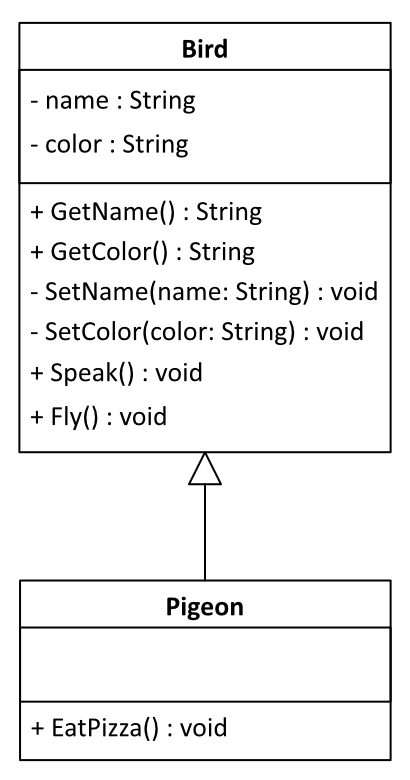 Bird
- name : String
- color : String
+ GetName() : String
+ GetColor() : String
- SetName(name: String) : void
- SetColor(color: String) : void
+ Speak() : void
+ Fly() : void
Pigeon
+ EatPizza() : void